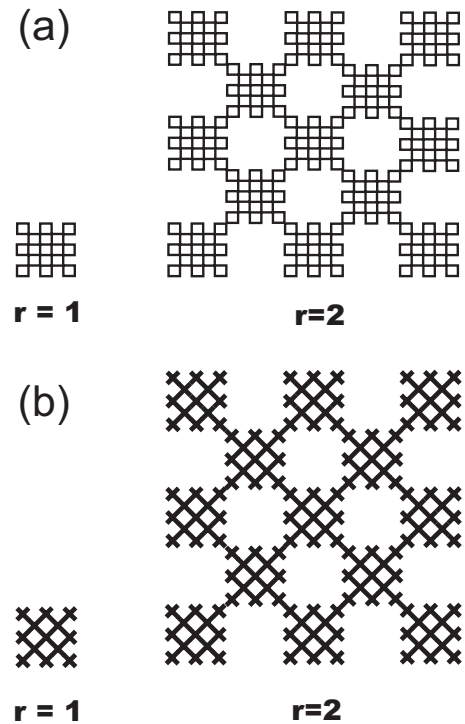 (a)
r = 1
r=2
(b)
r = 1
r=2